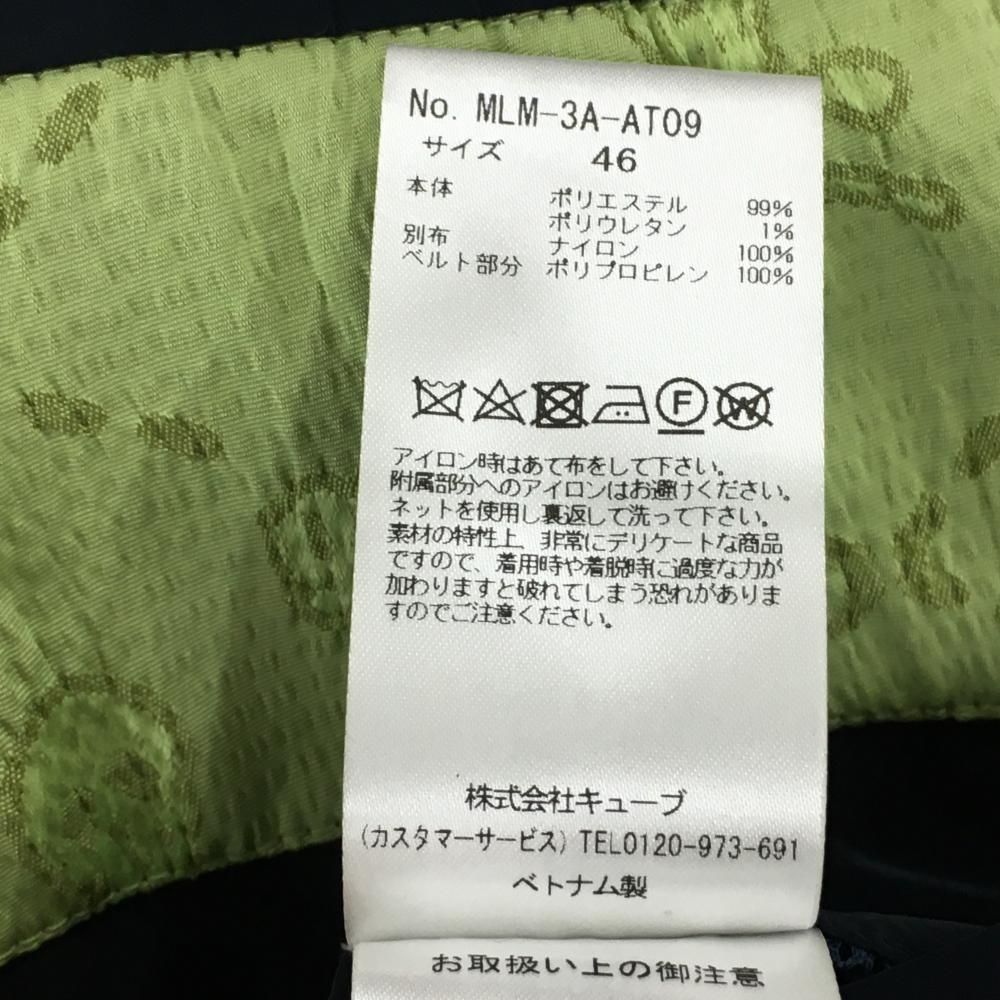 No. MLM-3A-AT09
サイズ 46
本体 ポリエステル 99%
ポリウレタン 1%
別布 ナイロン 100%
ベルト部分 ポリプロピレン 100%
F W
アイロン時はあて布をして下さい。
附属部分へのアイロンはお避けください。
ネットを使用し裏返して洗って下さい。
素材の特性上、非常にデリケートな商品
ですので、着用時や着脱時に過度な力が
加わりますと破れてしまう恐れがありま
すのでご注意ください。
株式会社キューブ
(カスタマーサービス) TEL0120-973-691
ベトナム製
お取扱い上の御注意